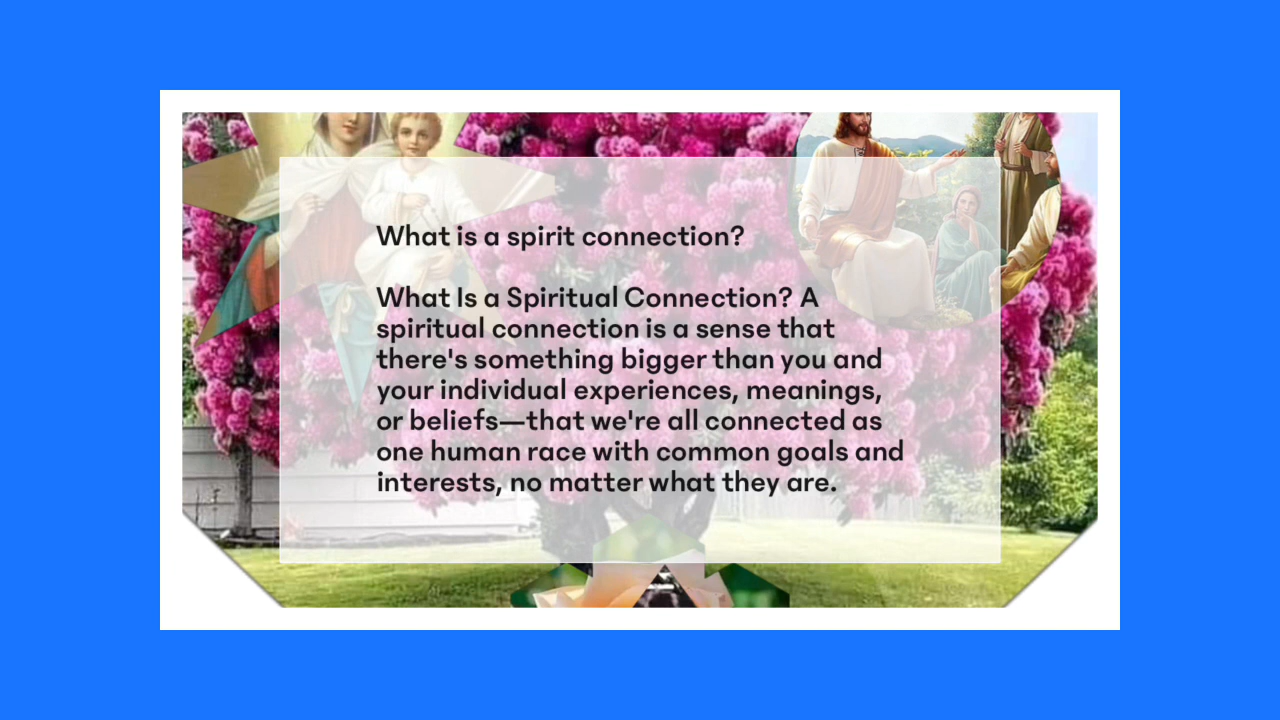 What is a spirit connection?
What Is a Spiritual Connection? A
spiritual connection is a sense that
there's something bigger than you and
your individual experiences, meanings,
or beliefs—that we're all connected as
one human race with common goals and
interests, no matter what they are.